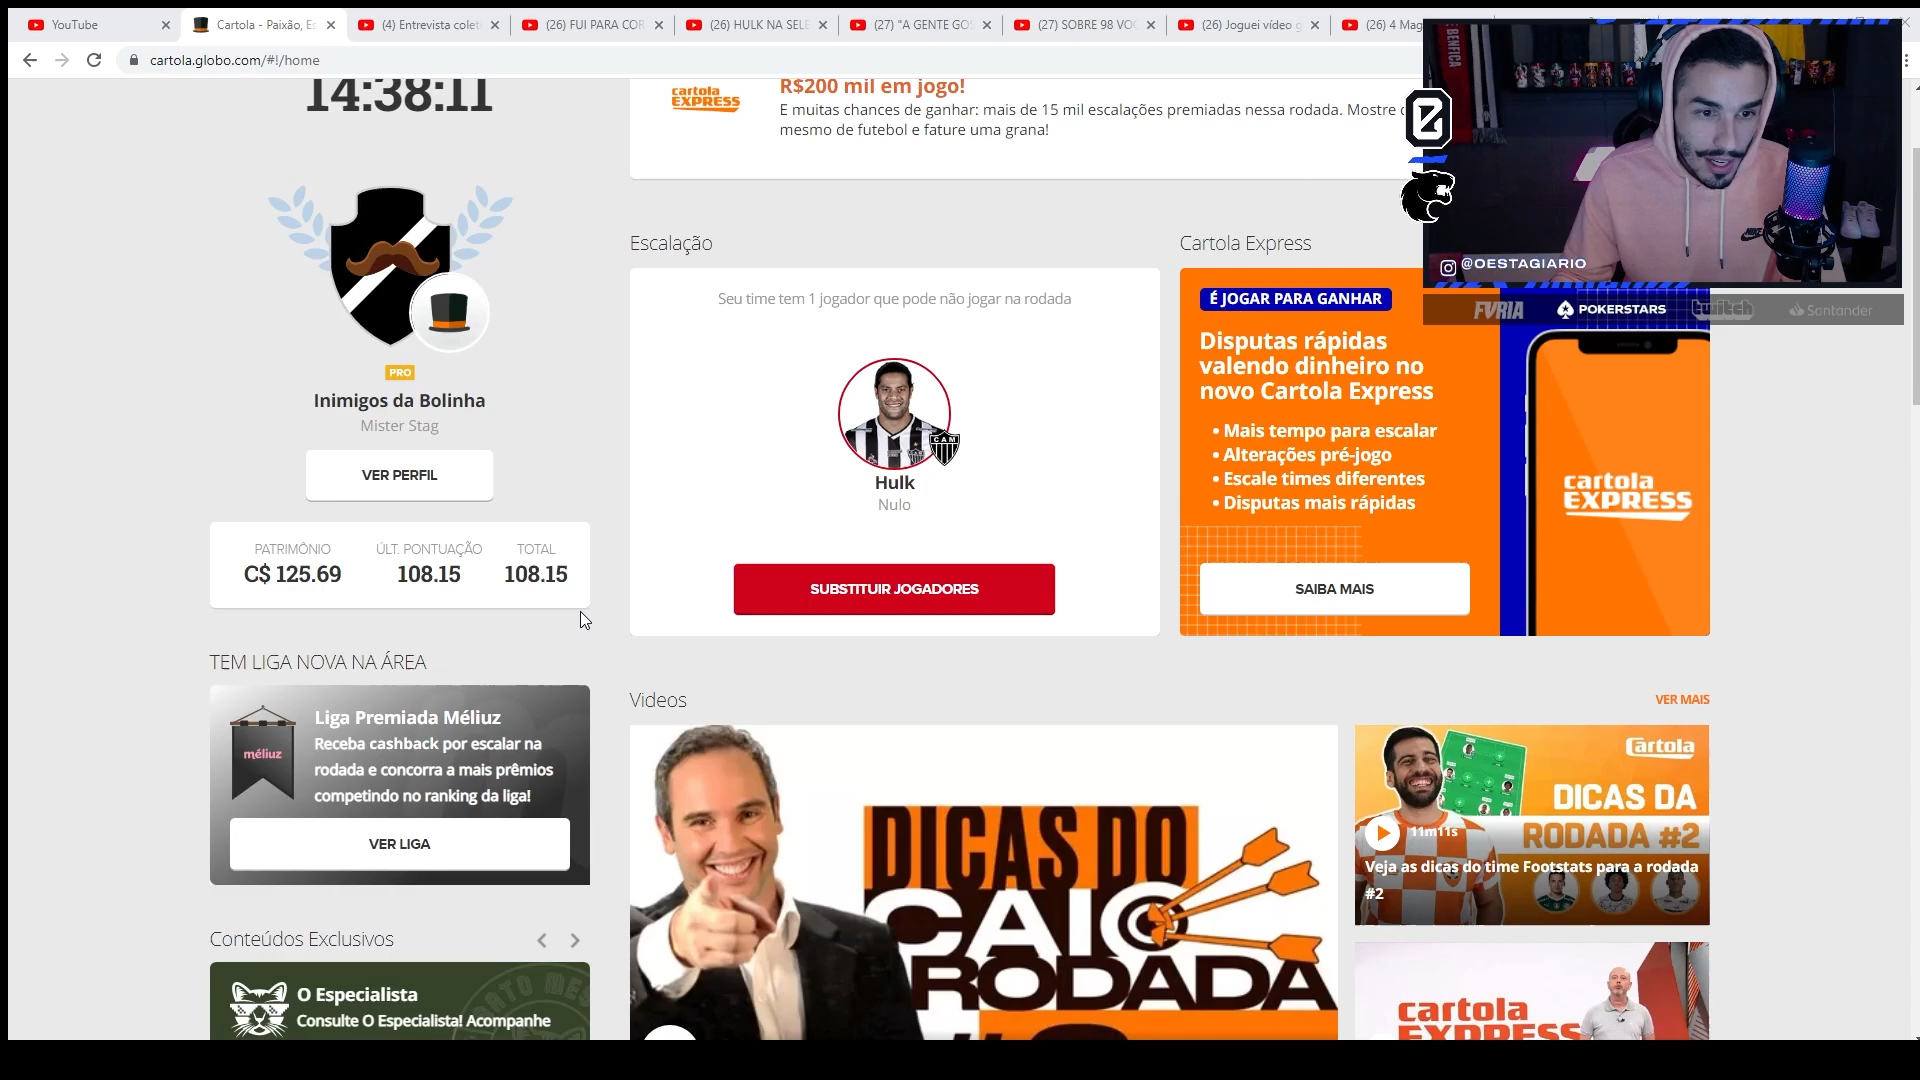 YouTube
Cartola - Paixão, Es
(4) Entrevista colet
(26) FUI PARA COR
(26) HULK NA SELE
(27) "A GENTE GOS
(27) SOBRE 98 VOC
(26) Joguei vídeo g
(26) 4 Mag
cartola.globo.com/#!/home
14:38:11
cartola
EXPRESS
R$200 mil em jogo!
E muitas chances de ganhar: mais de 15 mil escalações premiadas nessa rodada. Mostre
mesmo de futebol e fature uma grana!
BENFICA
NIKE
@OESTAGIARIO
FVRIA
POKERSTARS
twitch
Santander
PRO
Inimigos da Bolinha
Mister Stag
VER PERFIL
PATRIMÔNIO
ÚLT. PONTUAÇÃO
TOTAL
C$ 125.69
108.15
108.15
Escalação
Seu time tem 1 jogador que pode não jogar na rodada
CAM
Hulk
Nulo
SUBSTITUIR JOGADORES
Cartola Express
É JOGAR PARA GANHAR
Disputas rápidas
valendo dinheiro no
novo Cartola Express
• Mais tempo para escalar
• Alterações pré-jogo
• Escale times diferentes
• Disputas mais rápidas
SAIBA MAIS
cartola
EXPRESS
TEM LIGA NOVA NA ÁREA
méliuz
Liga Premiada Méliuz
Receba cashback por escalar na
rodada e concorra a mais prêmios
competindo no ranking da liga!
VER LIGA
Conteúdos Exclusivos
O Especialista
Consulte O Especialista! Acompanhe
Videos
VER MAIS
DICAS DO
CAIO
RODADA
Cartola
DICAS DA
RODADA #2
11m11s
Veja as dicas do time Footstats para a rodada
#2
cartola
EXPRESS